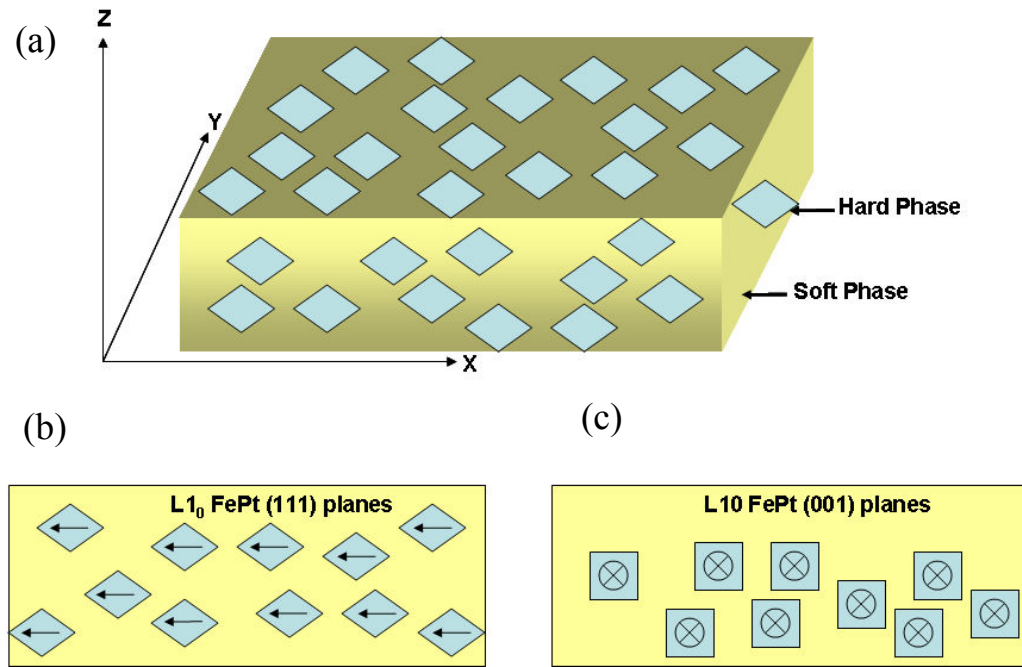 (a)
Z
Y
Hard Phase
Soft Phase
X
(b)
(c)
L1₀ FePt (111) planes
L10 FePt (001) planes